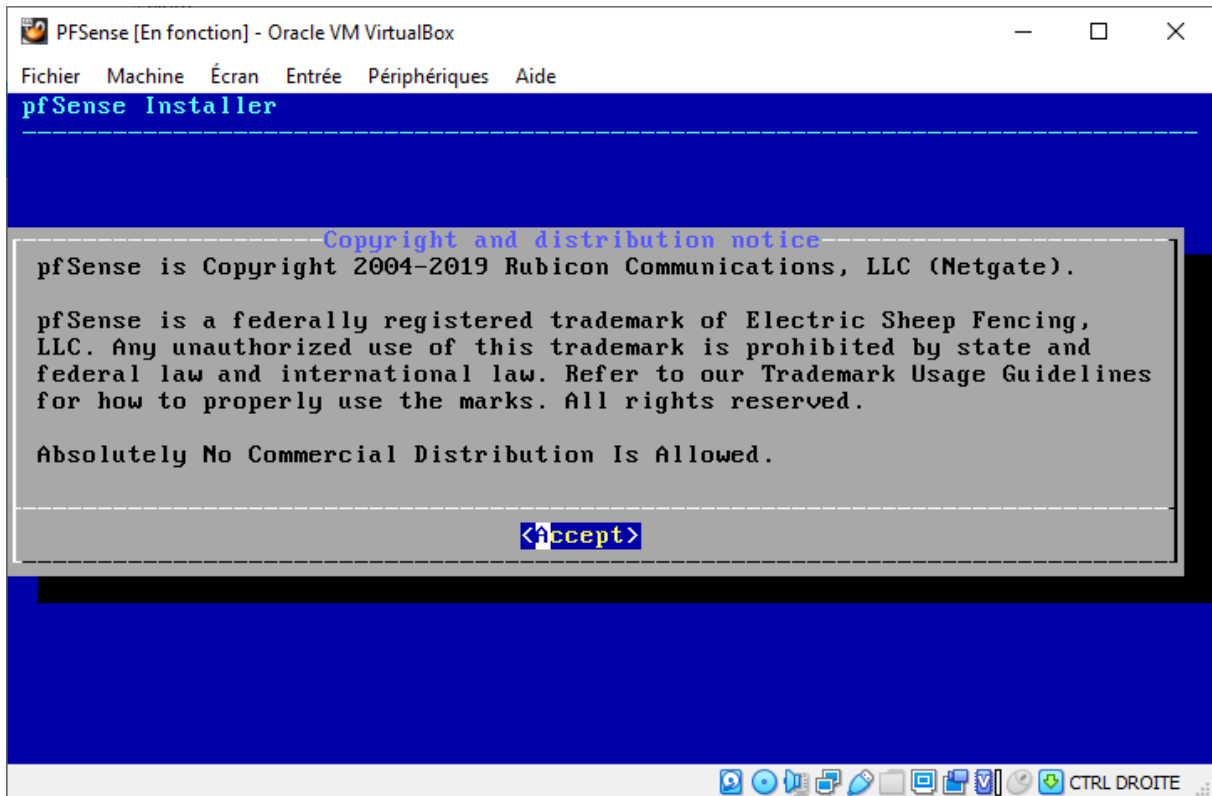 PFSense [En fonction] - Oracle VM VirtualBox
Fichier Machine Écran Entrée Périphériques Aide
pfSense Installer
Copyright and distribution notice
pfSense is Copyright 2004-2019 Rubicon Communications, LLC (Netgate).
pfSense is a federally registered trademark of Electric Sheep Fencing,
LLC. Any unauthorized use of this trademark is prohibited by state and
federal law and international law. Refer to our Trademark Usage Guidelines
for how to properly use the marks. All rights reserved.
Absolutely No Commercial Distribution Is Allowed.
<Accept>
CTRL DROITE